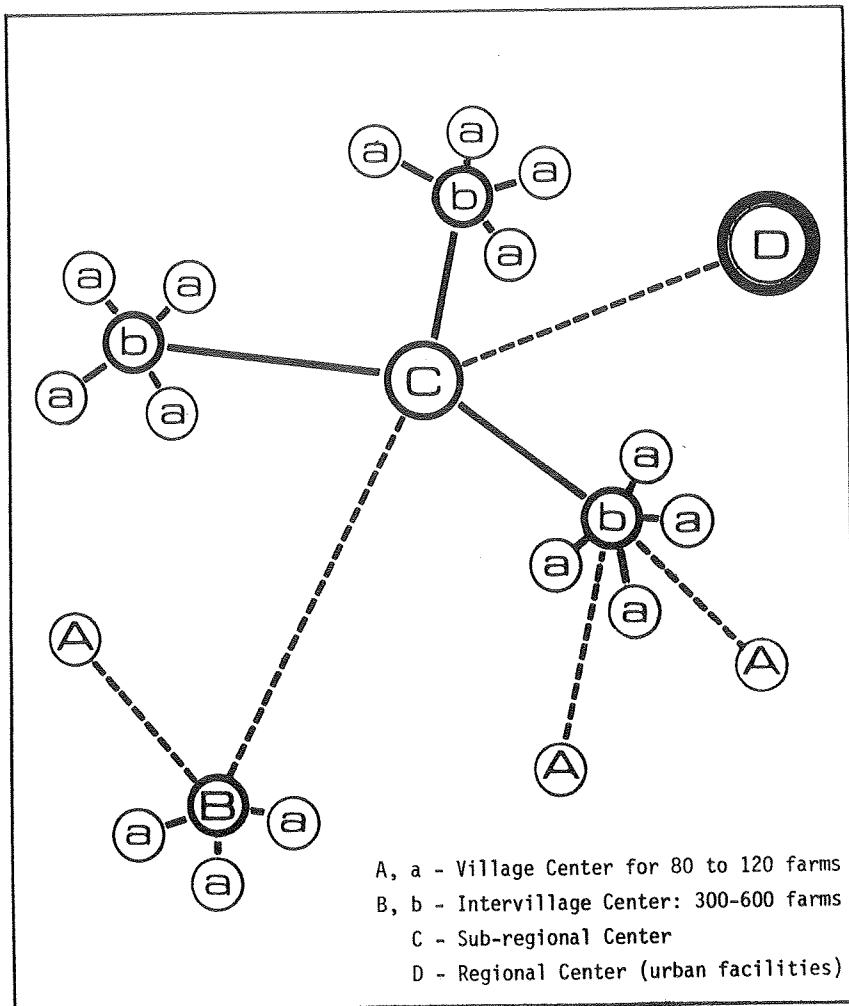 a
a
a
b
a
D
a
a
b
a
a
C
a
b
a
a
a
A
A
A
B
a
a
a
A, a - Village Center for 80 to 120 farms
B, b - Intervillage Center: 300-600 farms
C - Sub-regional Center
D - Regional Center (urban facilities)